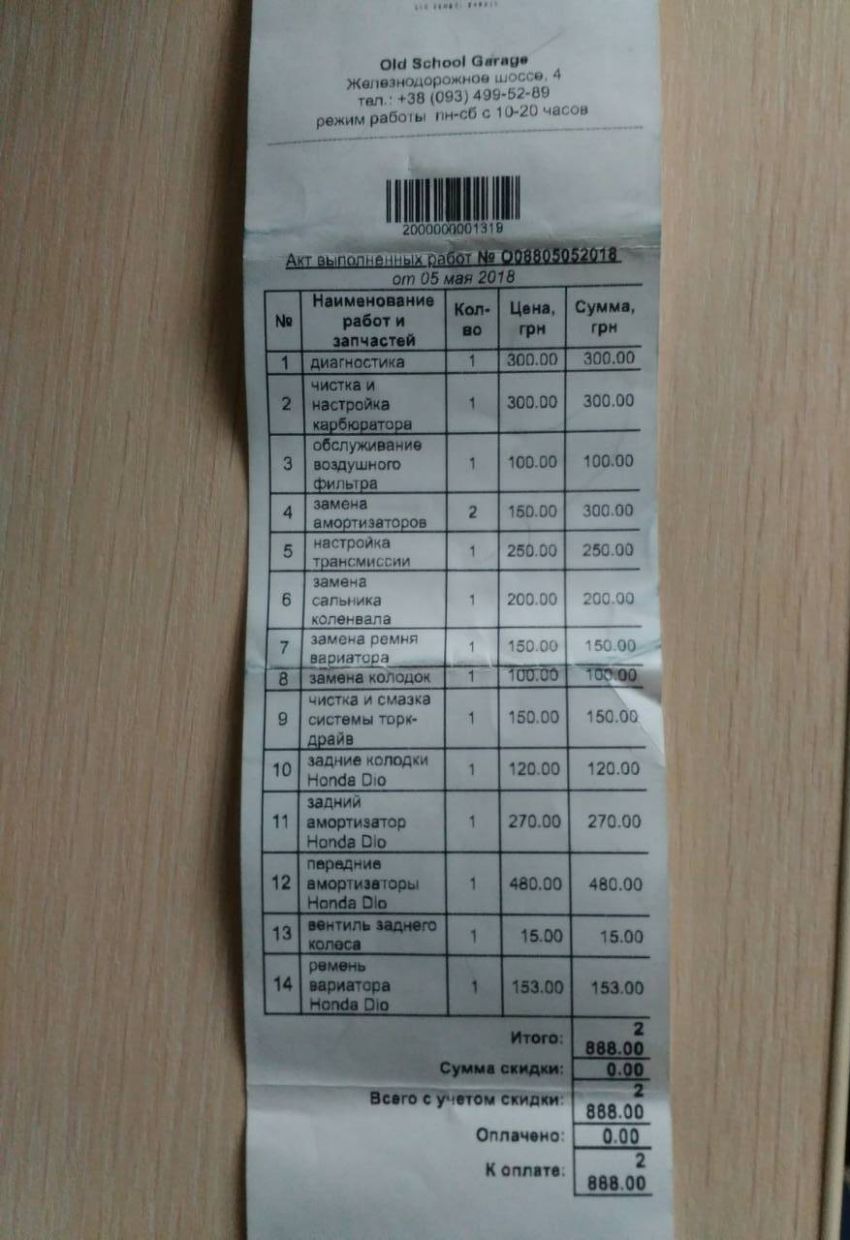 Old School Garage
Железнодорожное шоссе, 4
тел.: +38 (093) 499-52-89
режим работы пн-сб с 10-20 часов
2000000001319
Акт выполненных работ № О08805052018
от 05 мая 2018
№ Наименование работ и запчастей Кол-во Цена, грн Сумма, грн
1 диагностика 1 300.00 300.00
2 чистка и настройка карбюратора 1 300.00 300.00
3 обслуживание воздушного фильтра 1 100.00 100.00
4 замена амортизаторов 2 150.00 300.00
5 настройка трансмиссии 1 250.00 250.00
6 замена сальника коленвала 1 200.00 200.00
7 замена ремня вариатора 1 150.00 150.00
8 замена колодок 1 100.00 100.00
9 чистка и смазка системы торк-драйв 1 150.00 150.00
10 задние колодки Honda Dio 1 120.00 120.00
11 задний амортизатор Honda Dio 1 270.00 270.00
12 передние амортизаторы Honda Dio 1 480.00 480.00
13 вентиль заднего колеса 1 15.00 15.00
14 ремень вариатора Honda Dio 1 153.00 153.00
Итого: 2 888.00
Сумма скидки: 0.00
Всего с учетом скидки: 2 888.00
Оплачено: 0.00
К оплате: 2 888.00